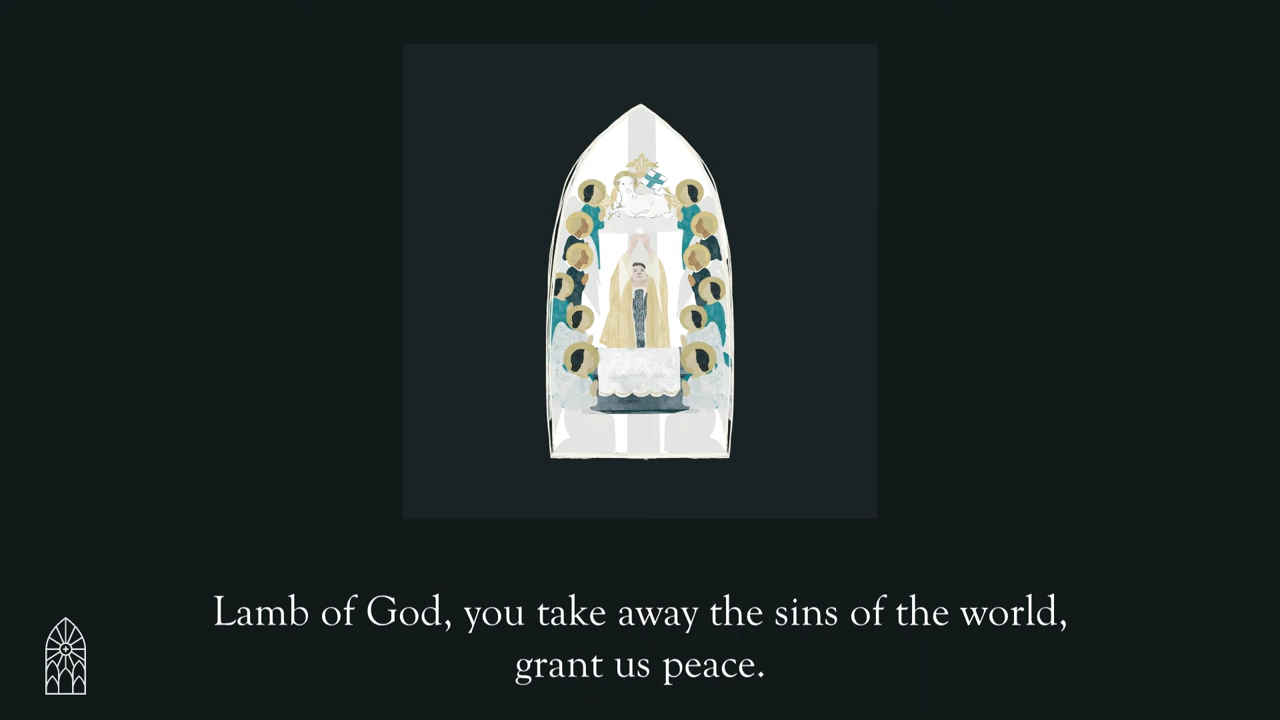 Lamb of God, you take away the sins of the world,
grant us peace.